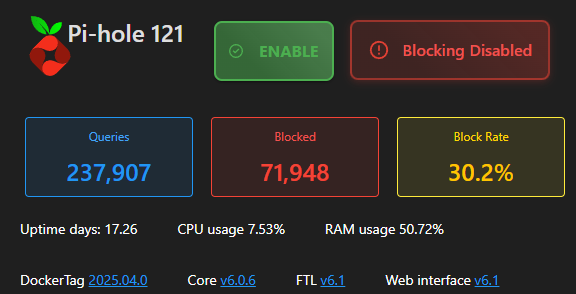 Pi-hole 121
ENABLE
Blocking Disabled
Queries Blocked Block Rate
237,907 71,948 30.2%
Uptime days: 17.26 CPU usage 7.53% RAM usage 50.72%
DockerTag 2025.04.0 Core v6.0.6 FTL v6.1 Web interface v6.1